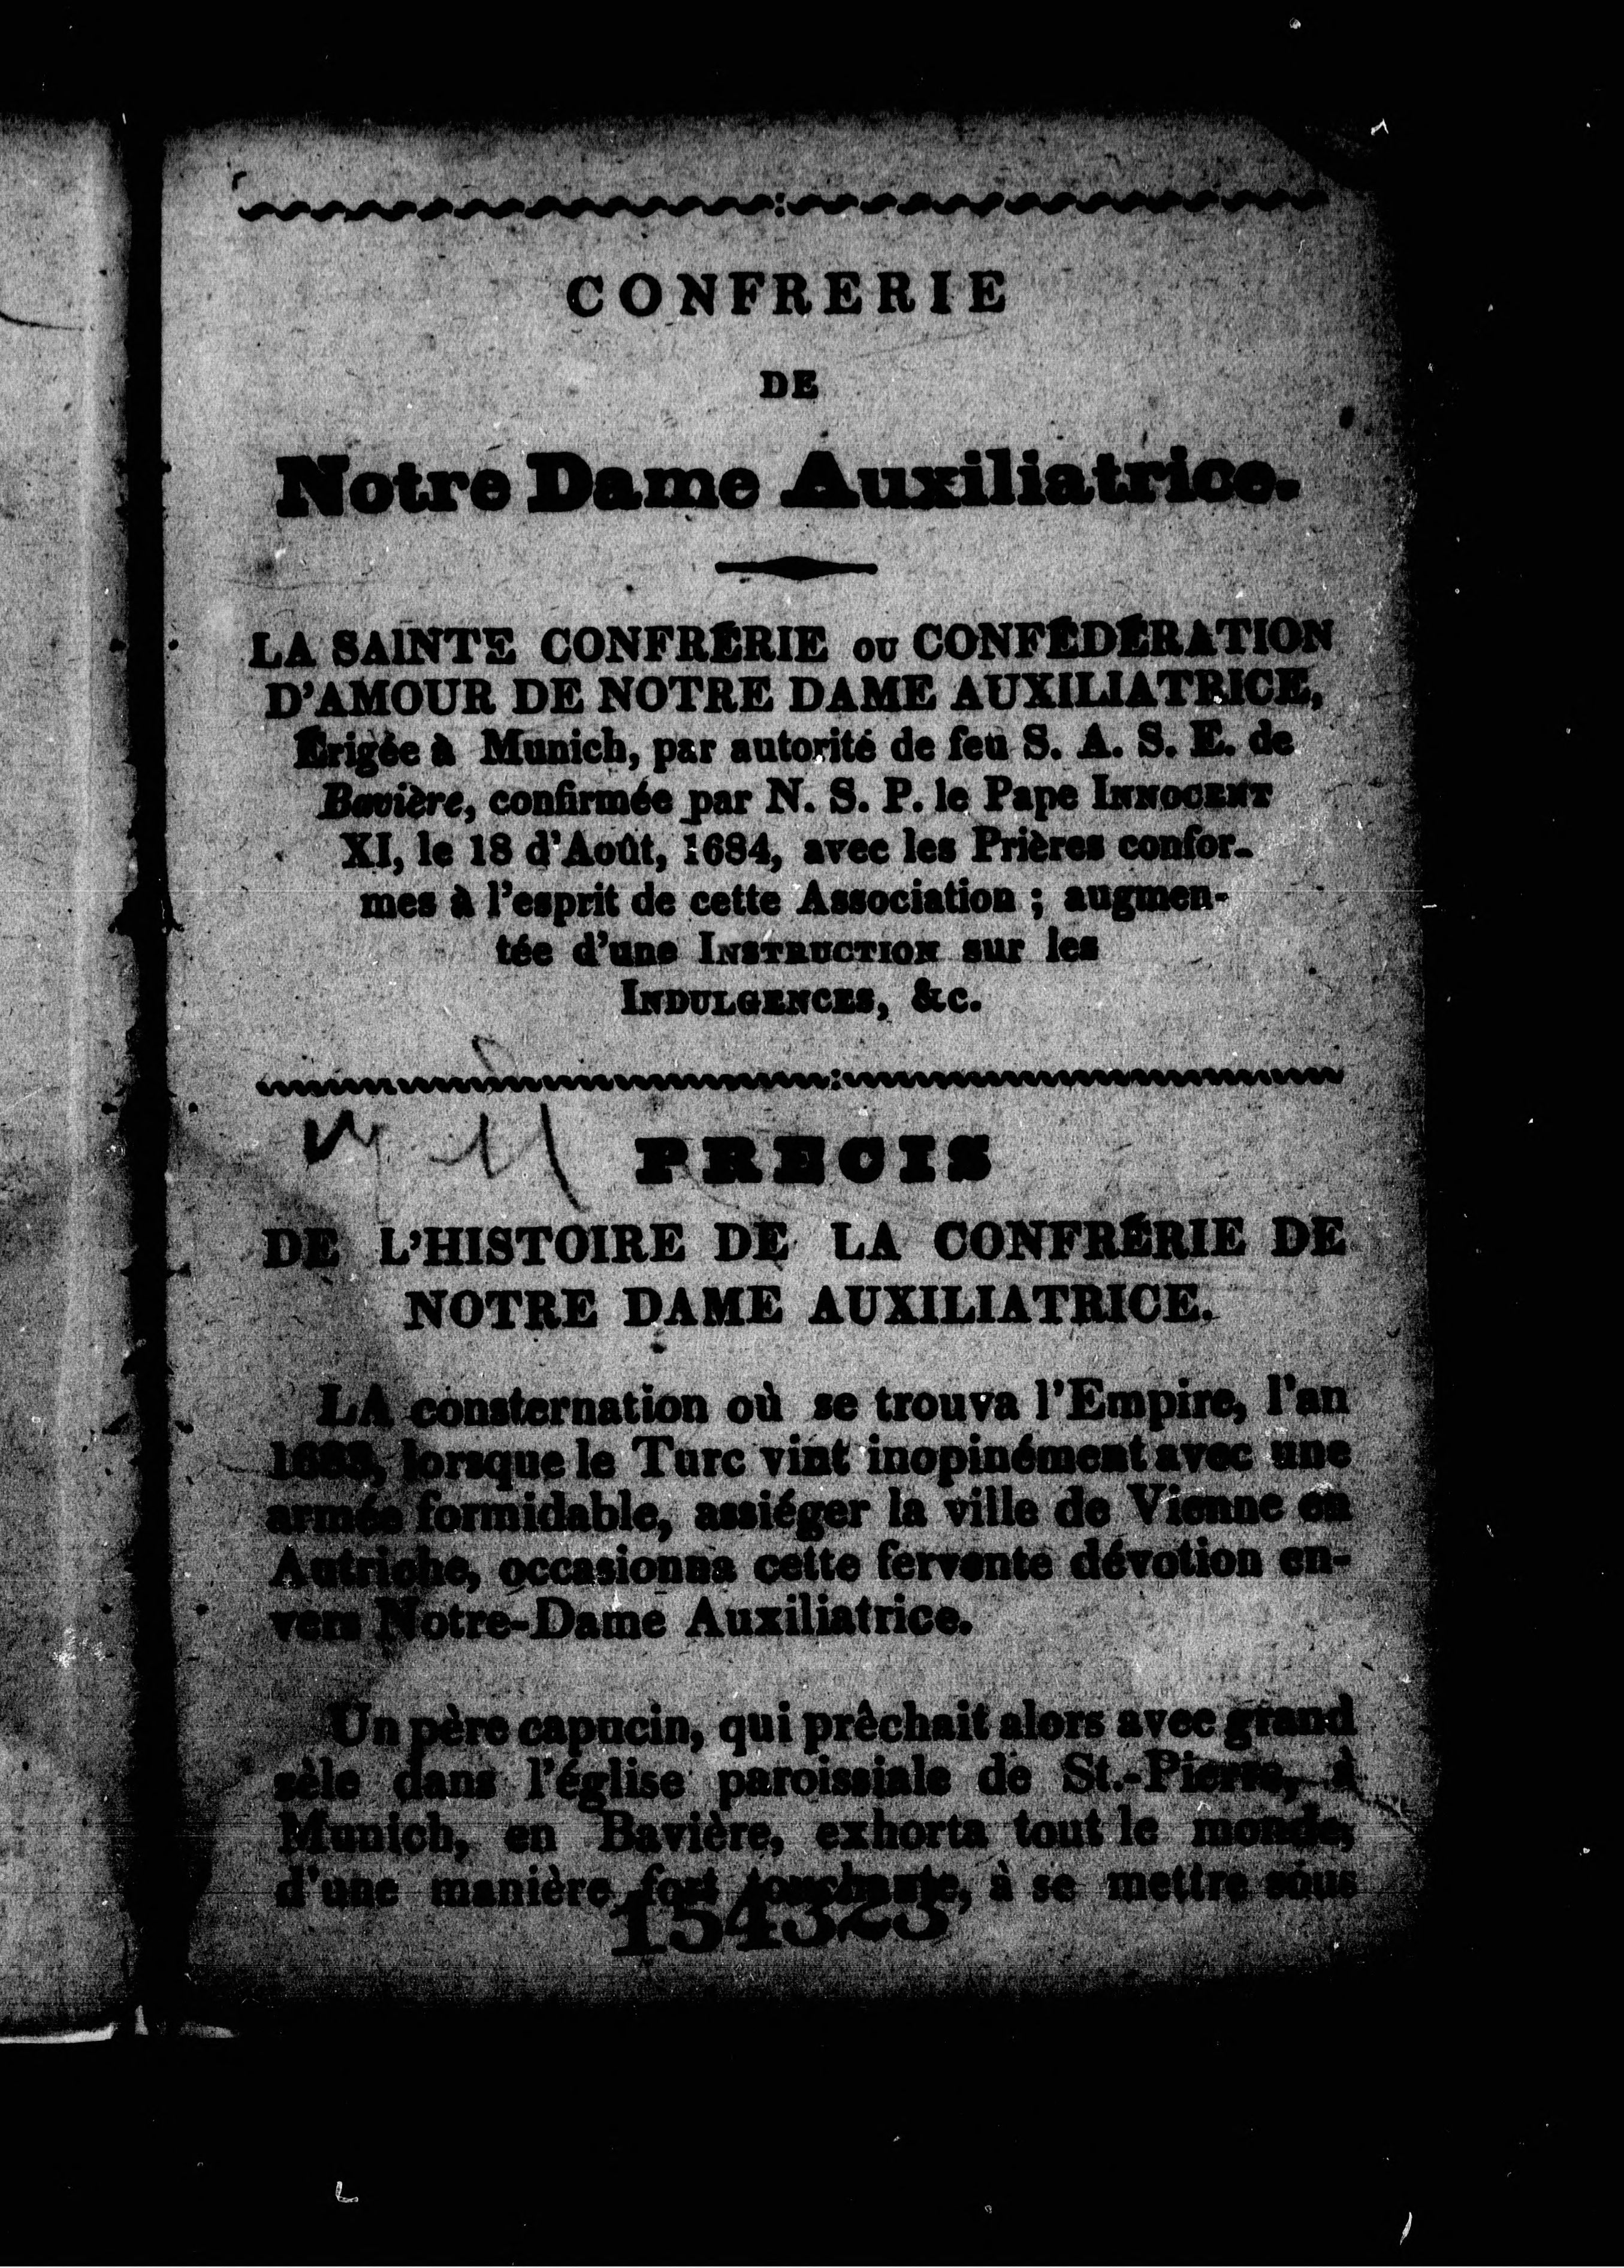 CONFRERIE
DE
Notre Dame Auxiliatrice.
LA SAINTE CONFRÉRIE ou CONFÉDÉRATION
D'AMOUR DE NOTRE DAME AUXILIATRICE,
Érigée à Munich, par autorité de feu S. A. S. E. de
Bavière, confirmée par N. S. P. le Pape INNOCENT
XI, le 18 d'Août, 1684, avec les Prières confor-
mes à l'esprit de cette Association ; augmen-
tée d'une INSTRUCTION sur les
INDULGENCES, &c.
PRECIS
DE L'HISTOIRE DE LA CONFRÉRIE DE
NOTRE DAME AUXILIATRICE.
LA consternation où se trouva l'Empire, l'an
1683, lorsque le Turc vint inopinément avec une
armée formidable, assiéger la ville de Vienne en
Autriche, occasionna cette fervente dévotion en-
vers Notre-Dame Auxiliatrice.
Un père capucin, qui prêchait alors avec grand
zèle dans l'église paroissiale de St.-Pierre, à
Munich, en Bavière, exhorta tout le monde,
d'une manière fort touchante, à se mettre sous
154323